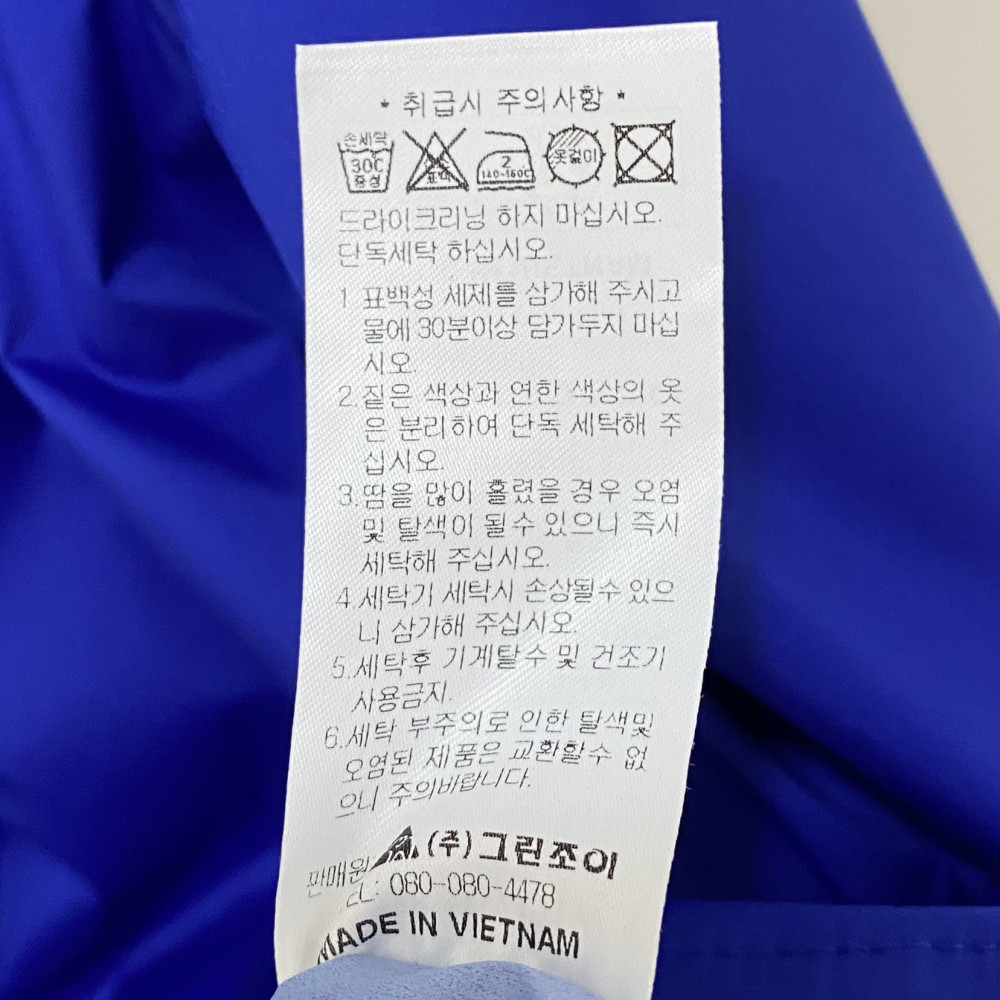 * 취급시 주의사항 *
손세탁
30C
중성
표백
2
140~160C
옷걸이
드라이크리닝 하지 마십시오.
단독세탁 하십시오.
1 표백성 세제를 삼가해 주시고
물에 30분이상 담가두지 마십
시오.
2.짙은 색상과 연한 색상의 옷
은 분리하여 단독 세탁해 주
십시오.
3.땀을 많이 흘렸을 경우 오염
및 탈색이 될수 있으니 즉시
세탁해 주십시오.
4.세탁기 세탁시 손상될수 있으
니 삼가해 주십시오.
5.세탁후 기계탈수 및 건조기
사용금지.
6.세탁 부주의로 인한 탈색및
오염된 제품은 교환할수 없
으니 주의바랍니다.
(주)그린조이
판매원
: 080-080-4478
MADE IN VIETNAM